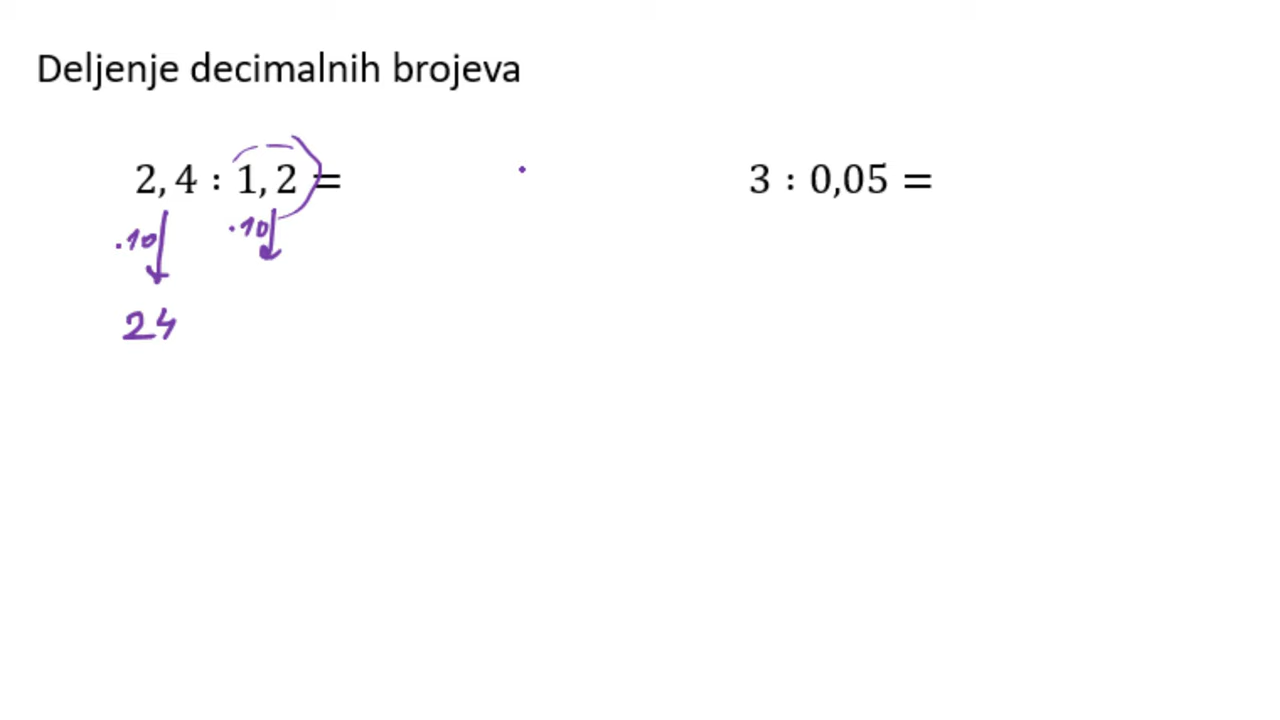 Deljenje decimalnih brojeva
2,4 : 1,2 =
3 : 0,05 =
.10 .10
24